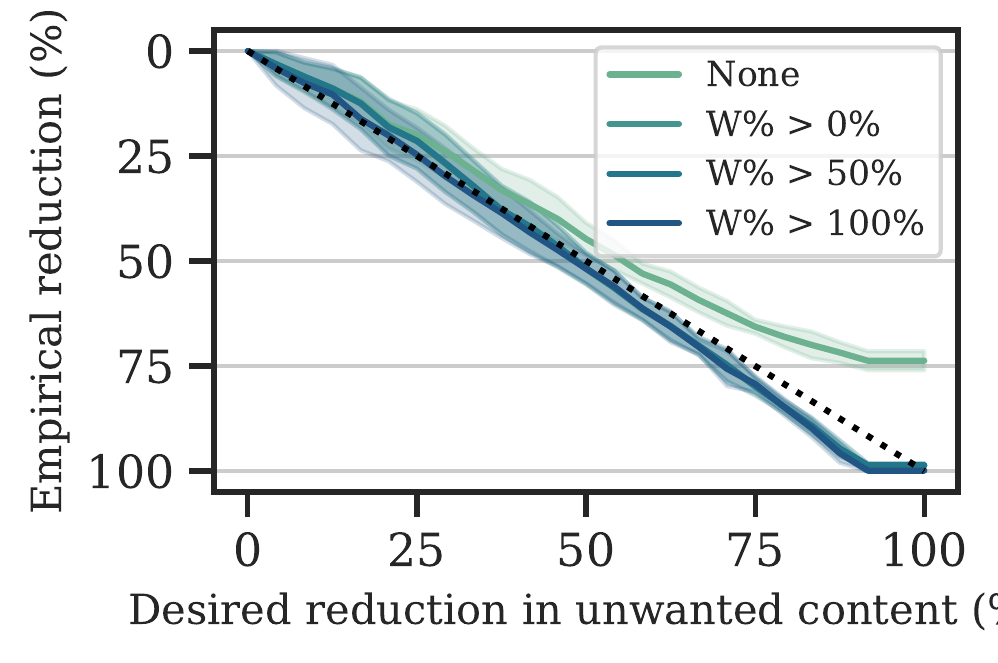 Empirical reduction (%)
0
25
50
75
100
None
W% > 0%
W% > 50%
W% > 100%
0
25
50
75
100
Desired reduction in unwanted content (%